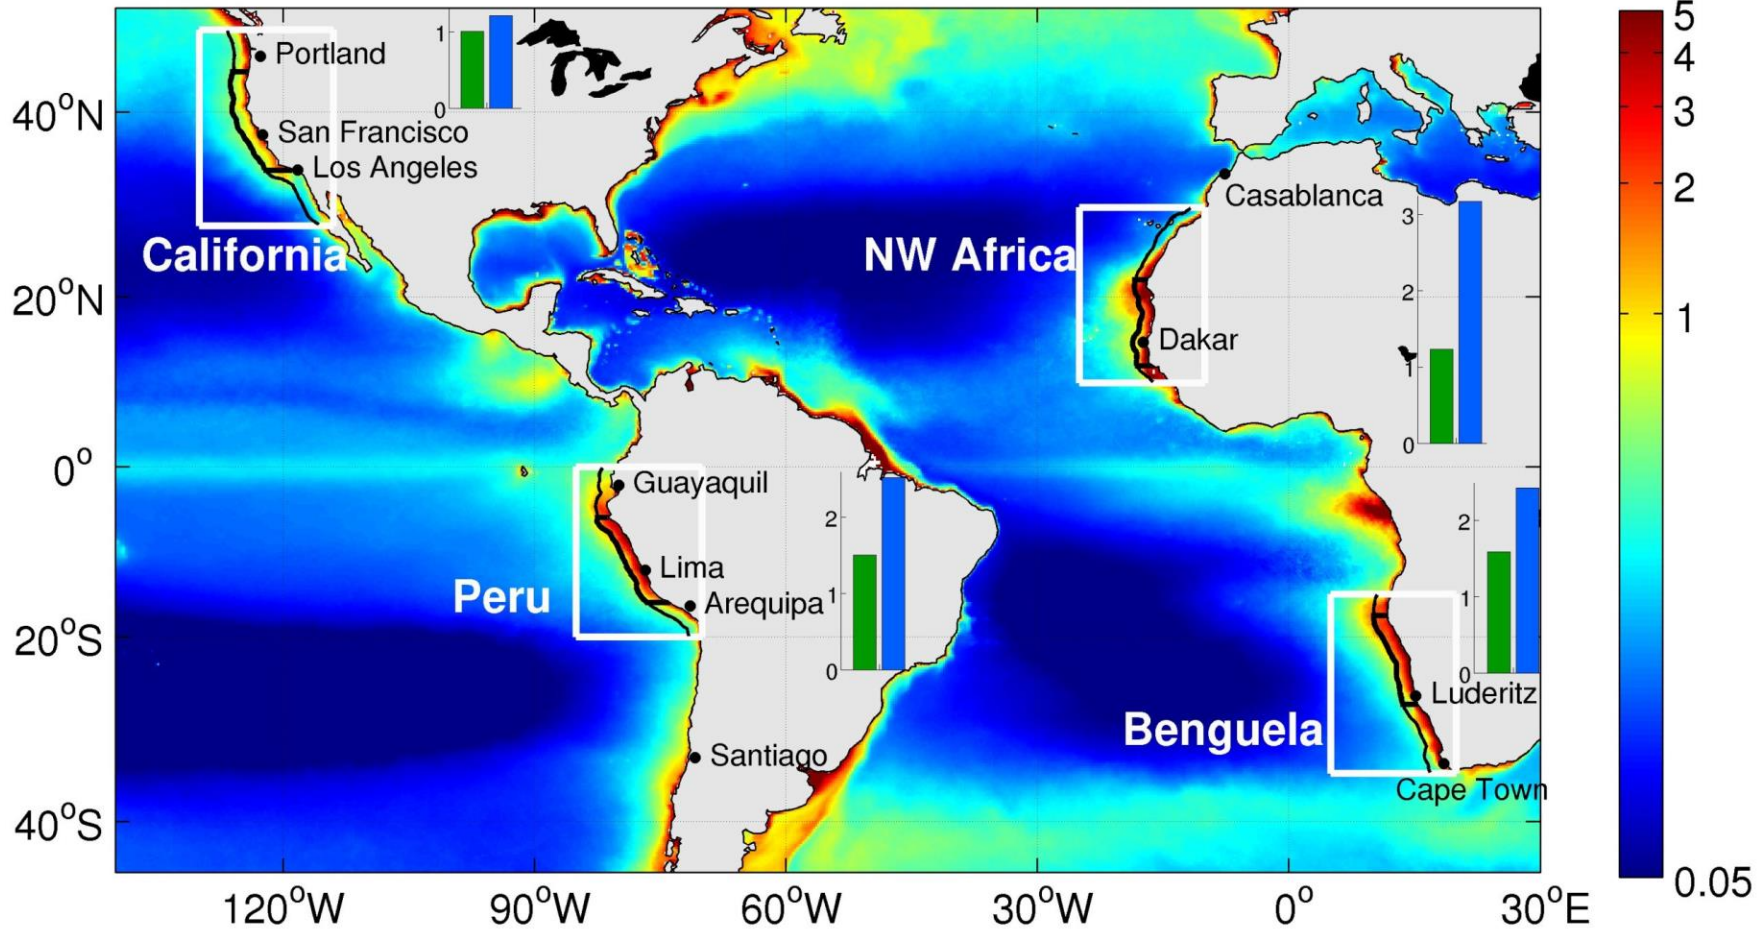 Portland
San Francisco
Los Angeles
California
NW Africa
Casablanca
Dakar
Guayaquil
Lima
Arequipa
Peru
Santiago
Benguela
Luderitz
Cape Town
40°N
20°N
0°
20°S
40°S
120°W
90°W
60°W
30°W
0°
30°E
1
0
3
2
1
0
2
1
0
2
1
0
5
4
3
2
1
0.05